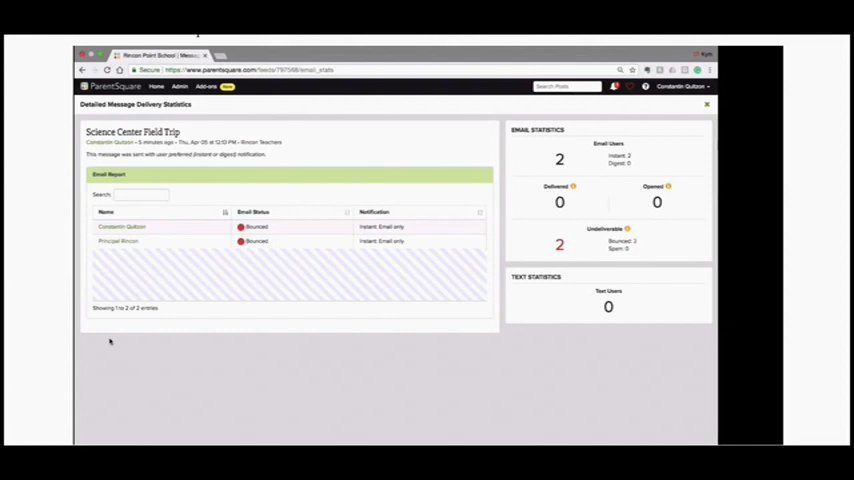 Rincon Point School | Messag
Kym
Secure https://www.parentsquare.com/feeds/797568/email_stats
ParentSquare Home Admin Add-ons New Search Posts Constantin Quitzon
Detailed Message Delivery Statistics
Science Center Field Trip
Constantin Quitzon • 5 minutes ago • Thu, Apr 05 at 12:13 PM • Rincon Teachers
This message was sent with user preferred (instant or digest) notification.
Email Report
Search:
Name Email Status Notification
Constantin Quitzon Bounced Instant: Email only
Principal Rincon Bounced Instant: Email only
Showing 1 to 2 of 2 entries
EMAIL STATISTICS
Email Users
2
Instant: 2
Digest: 0
Delivered Opened
0 0
Undeliverable
2
Bounced: 2
Spam: 0
TEXT STATISTICS
Text Users
0